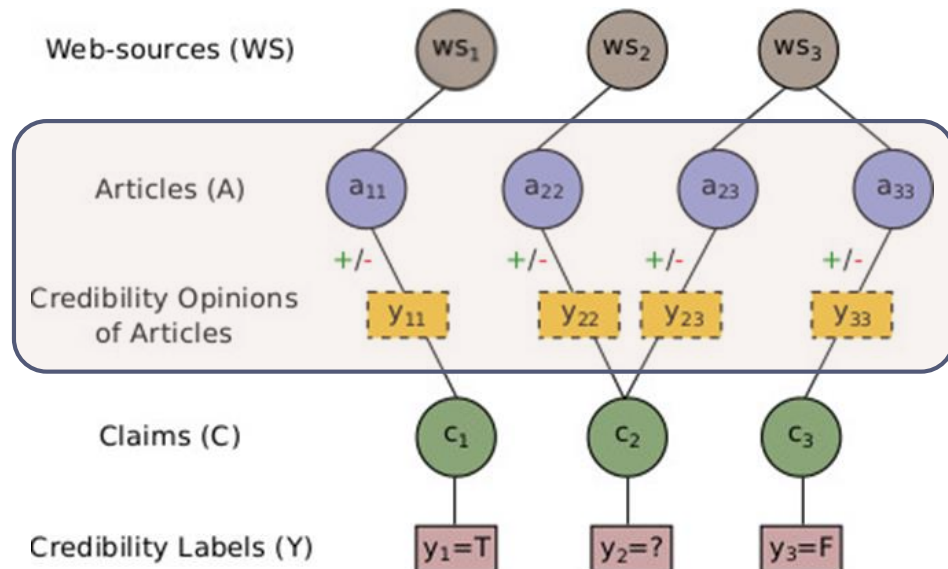 Web-sources (WS) ws₁ ws₂ ws₃
Articles (A) a₁₁ a₂₂ a₂₃ a₃₃
+/- +/- +/- +/-
Credibility Opinions
of Articles
y₁₁ y₂₂ y₂₃ y₃₃
Claims (C) c₁ c₂ c₃
Credibility Labels (Y) y₁=T y₂=? y₃=F